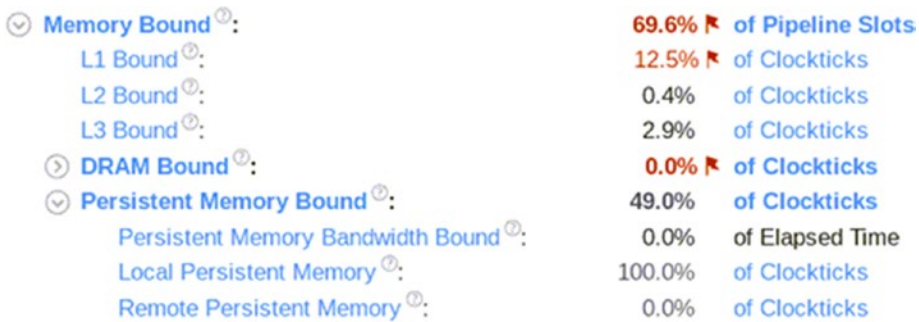 Memory Bound ?: 69.6% of Pipeline Slots
L1 Bound ?: 12.5% of Clockticks
L2 Bound ?: 0.4% of Clockticks
L3 Bound ?: 2.9% of Clockticks
DRAM Bound ?: 0.0% of Clockticks
Persistent Memory Bound ?: 49.0% of Clockticks
Persistent Memory Bandwidth Bound ?: 0.0% of Elapsed Time
Local Persistent Memory ?: 100.0% of Clockticks
Remote Persistent Memory ?: 0.0% of Clockticks